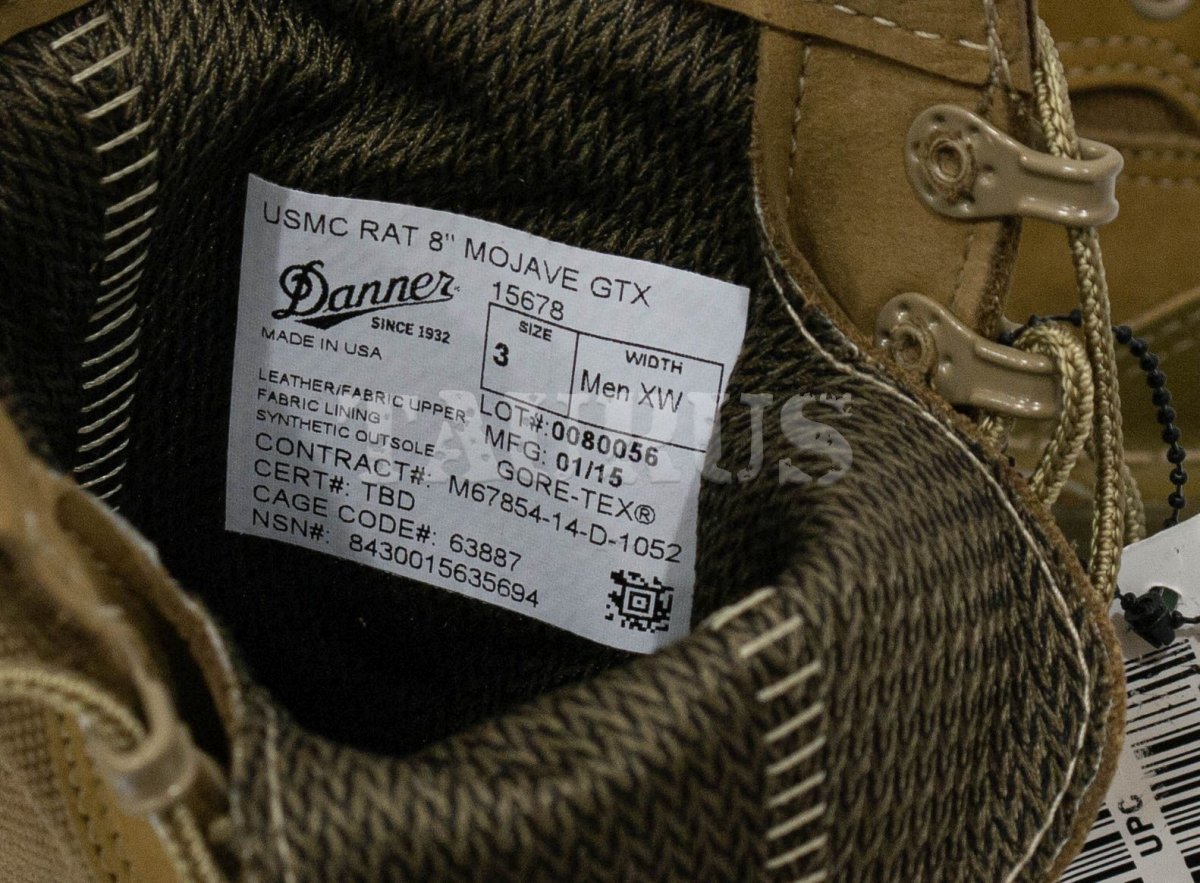 USMC RAT 8" MOJAVE GTX
15678
Danner
SINCE 1932
MADE IN USA
SIZE
3
WIDTH
Men XW
LEATHER/FABRIC UPPER
FABRIC LINING
SYNTHETIC OUTSOLE
LOT#:0080056
MFG: 01/15
GORE-TEX®
CONTRACT#: M67854-14-D-1052
CERT#: TBD
CAGE CODE#: 63887
NSN#: 8430015635694
TAURUS
UPC